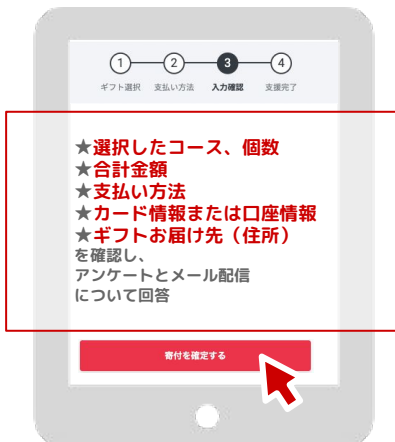 1 2 3 4
ギフト選択 支払い方法 入力確認 支援完了
★選択したコース、個数
★合計金額
★支払い方法
★カード情報または口座情報
★ギフトお届け先（住所）
を確認し、
アンケートとメール配信
について回答
寄付を確定する